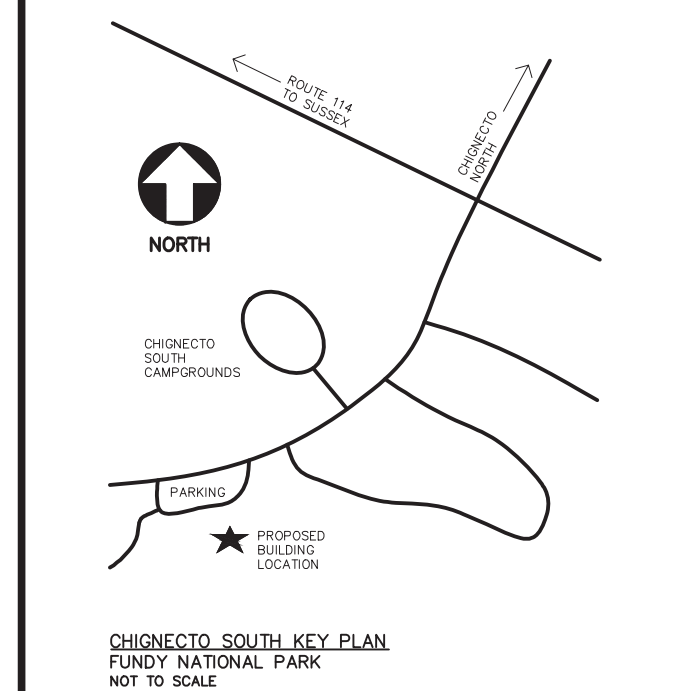 ROUTE 114
TO SUSSEX
CHIGNECTO
NORTH
NORTH
CHIGNECTO
SOUTH
CAMPGROUNDS
PARKING
PROPOSED
BUILDING
LOCATION
CHIGNECTO SOUTH KEY PLAN
FUNDY NATIONAL PARK
NOT TO SCALE